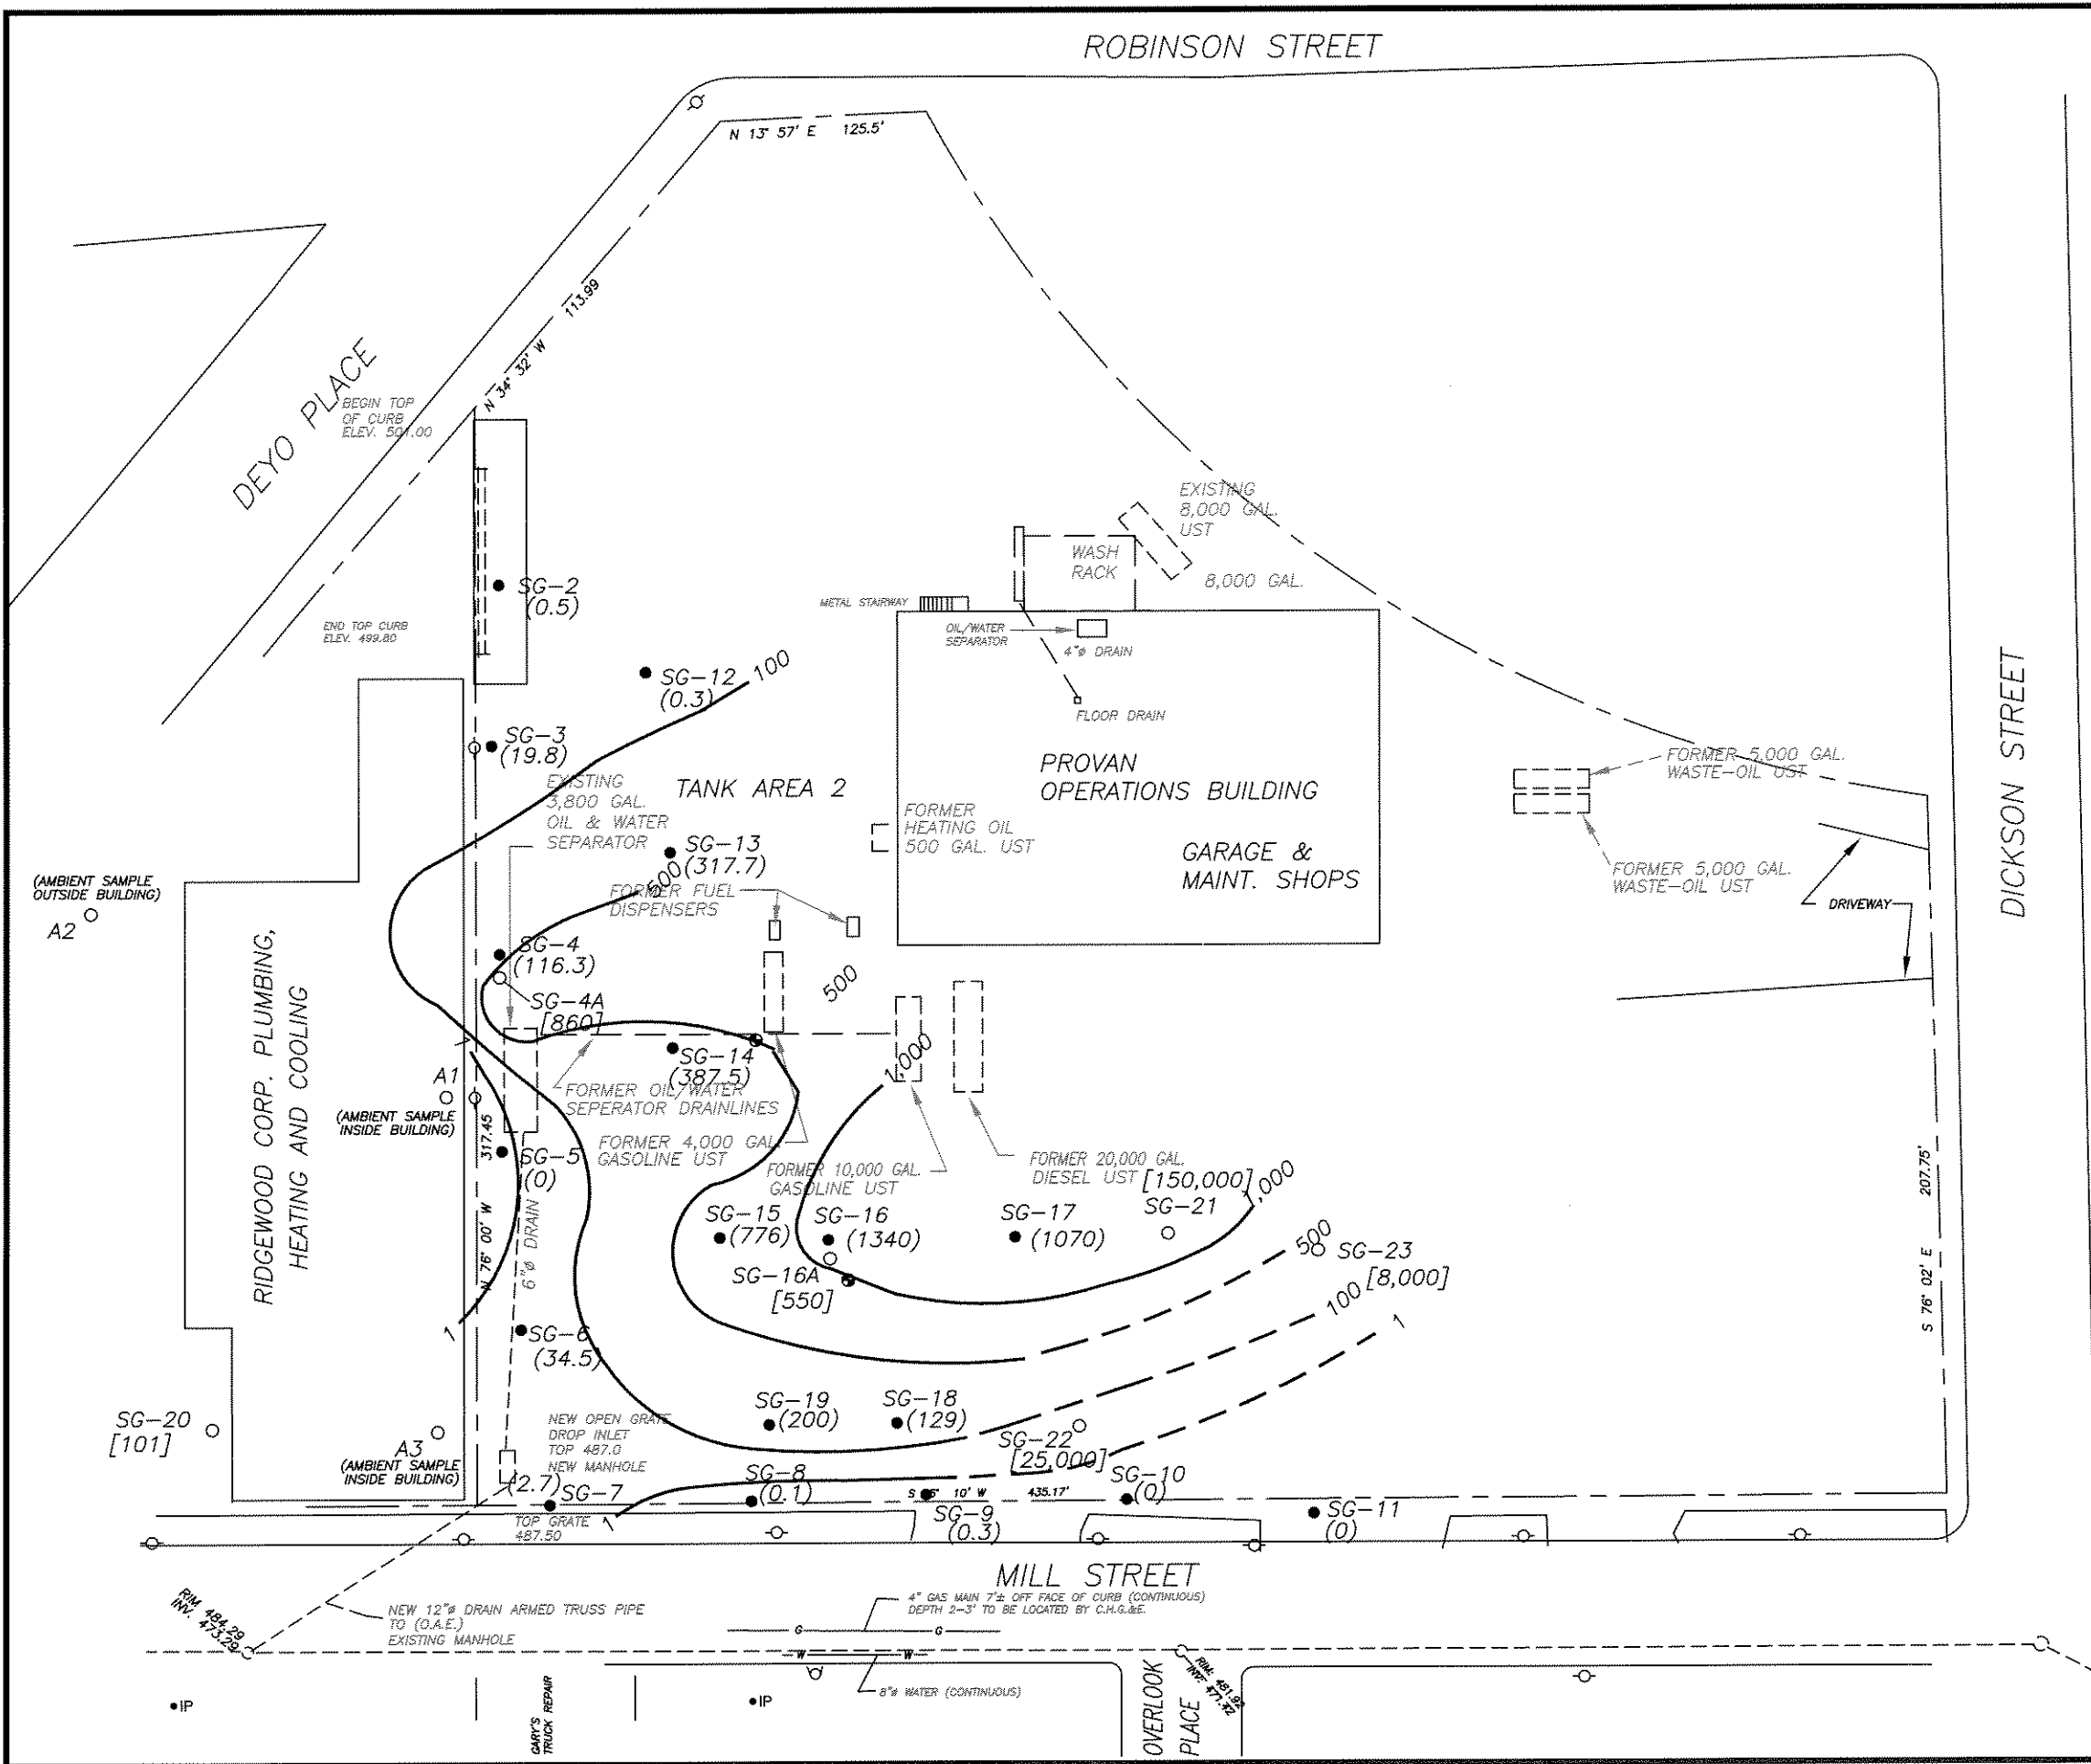 ROBINSON STREET
N 13° 57' E 125.5'
N 34° 32' W 113.99
DEYO PLACE
BEGIN TOP
OF CURB
ELEV. 501.00
END TOP CURB
ELEV. 499.80
EXISTING
8,000 GAL.
UST
8,000 GAL.
WASH
RACK
METAL STAIRWAY
OIL/WATER
SEPARATOR
4"ø DRAIN
FLOOR DRAIN
SG-2
(0.5)
SG-12
(0.3)
100
SG-3
(19.8)
EXISTING
3,800 GAL.
OIL & WATER
SEPARATOR
TANK AREA 2
PROVAN
OPERATIONS BUILDING
GARAGE &
MAINT. SHOPS
FORMER
HEATING OIL
500 GAL. UST
FORMER 5,000 GAL.
WASTE-OIL UST
FORMER 5,000 GAL.
WASTE-OIL UST
DRIVEWAY
DICKSON STREET
SG-13
(317.7)
500
FORMER FUEL
DISPENSERS
(AMBIENT SAMPLE
OUTSIDE BUILDING)
A2
SG-4
(116.3)
SG-4A
[860]
500
RIDGEWOOD CORP. PLUMBING,
HEATING AND COOLING
SG-14
(387.5)
1,000
A1
(AMBIENT SAMPLE
INSIDE BUILDING)
FORMER OIL/WATER
SEPERATOR DRAINLINES
FORMER 4,000 GAL
GASOLINE UST
FORMER 10,000 GAL.
GASOLINE UST
FORMER 20,000 GAL.
DIESEL UST
[150,000]
SG-21
1,000
317.45
N 76° 00' W
SG-5
(0)
6"ø DRAIN
SG-15
(776)
SG-16
(1340)
SG-17
(1070)
SG-16A
[550]
500
SG-23
[8,000]
100
1
207.75'
S 76° 02' E
1
SG-6
(34.5)
SG-20
[101]
A3
(AMBIENT SAMPLE
INSIDE BUILDING)
NEW OPEN GRATE
DROP INLET
TOP 487.0
NEW MANHOLE
SG-19
(200)
SG-18
(129)
SG-22
[25,000]
(2.7)
SG-7
TOP GRATE
487.50
1
SG-8
(0.1)
10' W 435.17'
SG-9
(0.3)
SG-10
(0)
SG-11
(0)
MILL STREET
4" GAS MAIN 7'± OFF FACE OF CURB (CONTINUOUS)
DEPTH 2-3' TO BE LOCATED BY C.H.G.&E.
RIM 484.29
INV. 473.29
NEW 12"ø DRAIN ARMED TRUSS PIPE
TO (O.A.E.)
EXISTING MANHOLE
G G
W W
8"ø WATER (CONTINUOUS)
IP
GARY'S
TRUCK REPAIR
IP
OVERLOOK
PLACE
RIM: 481.92